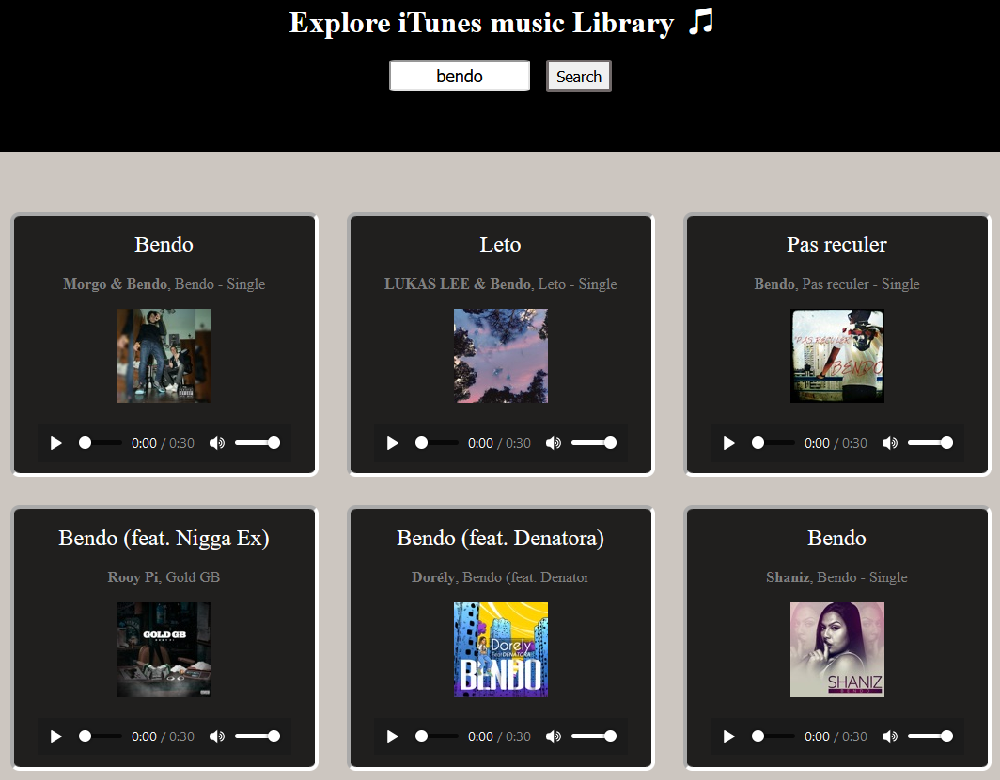 Explore iTunes music Library
bendo
Search
Bendo
Morgo & Bendo, Bendo - Single
0:00 / 0:30
Leto
LUKAS LEE & Bendo, Leto - Single
0:00 / 0:30
Pas reculer
Bendo, Pas reculer - Single
PAS RECULER
BENDO
0:00 / 0:30
Bendo (feat. Nigga Ex)
Rooy Pi, Gold GB
GOLD GB
0:00 / 0:30
Bendo (feat. Denatora)
Dorély, Bendo (feat. Denator
Dorely
Feat DENATORA
BENDO
0:00 / 0:30
Bendo
Shaniz, Bendo - Single
SHANIZ
BENDO
0:00 / 0:30